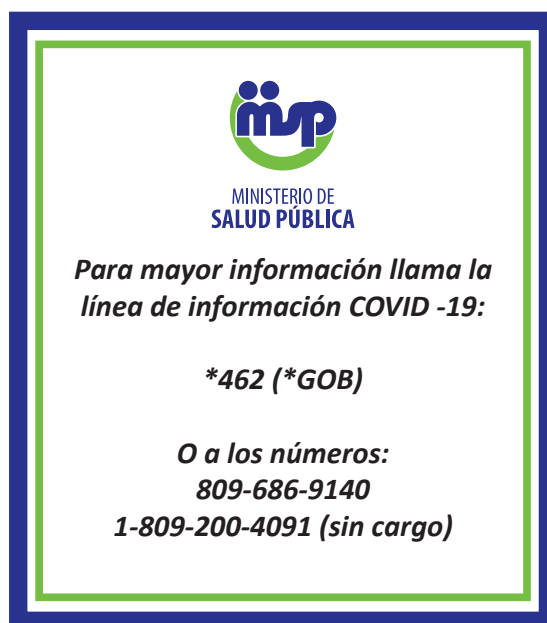 msp
MINISTERIO DE
SALUD PÚBLICA
Para mayor información llama la
línea de información COVID -19:
*462 (*GOB)
O a los números:
809-686-9140
1-809-200-4091 (sin cargo)